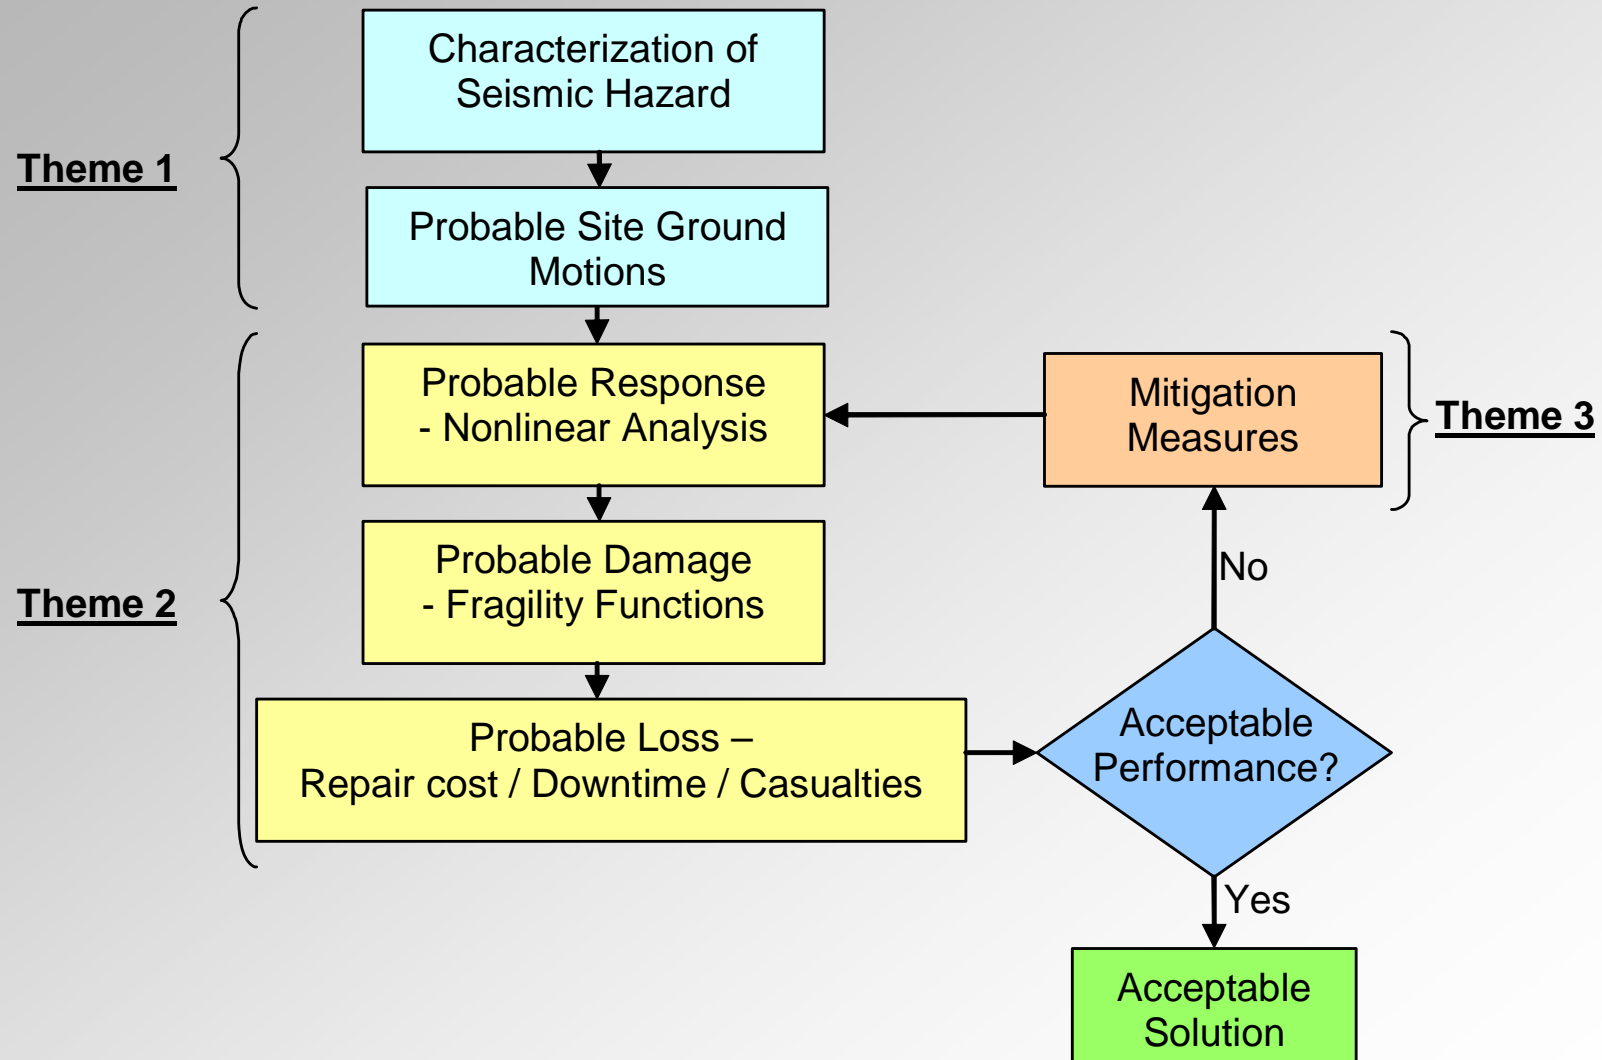 Characterization of
Seismic Hazard
Theme 1
Probable Site Ground
Motions
Probable Response
- Nonlinear Analysis
Mitigation
Measures
Theme 3
Probable Damage
- Fragility Functions
No
Theme 2
Probable Loss –
Repair cost / Downtime / Casualties
Acceptable
Performance?
Yes
Acceptable
Solution